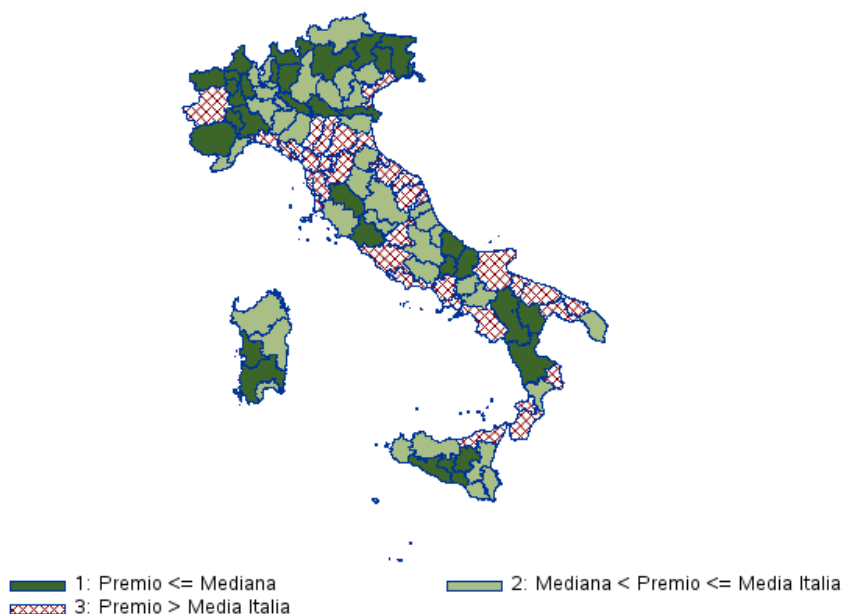 1: Premio <= Mediana
2: Mediana < Premio <= Media Italia
3: Premio > Media Italia